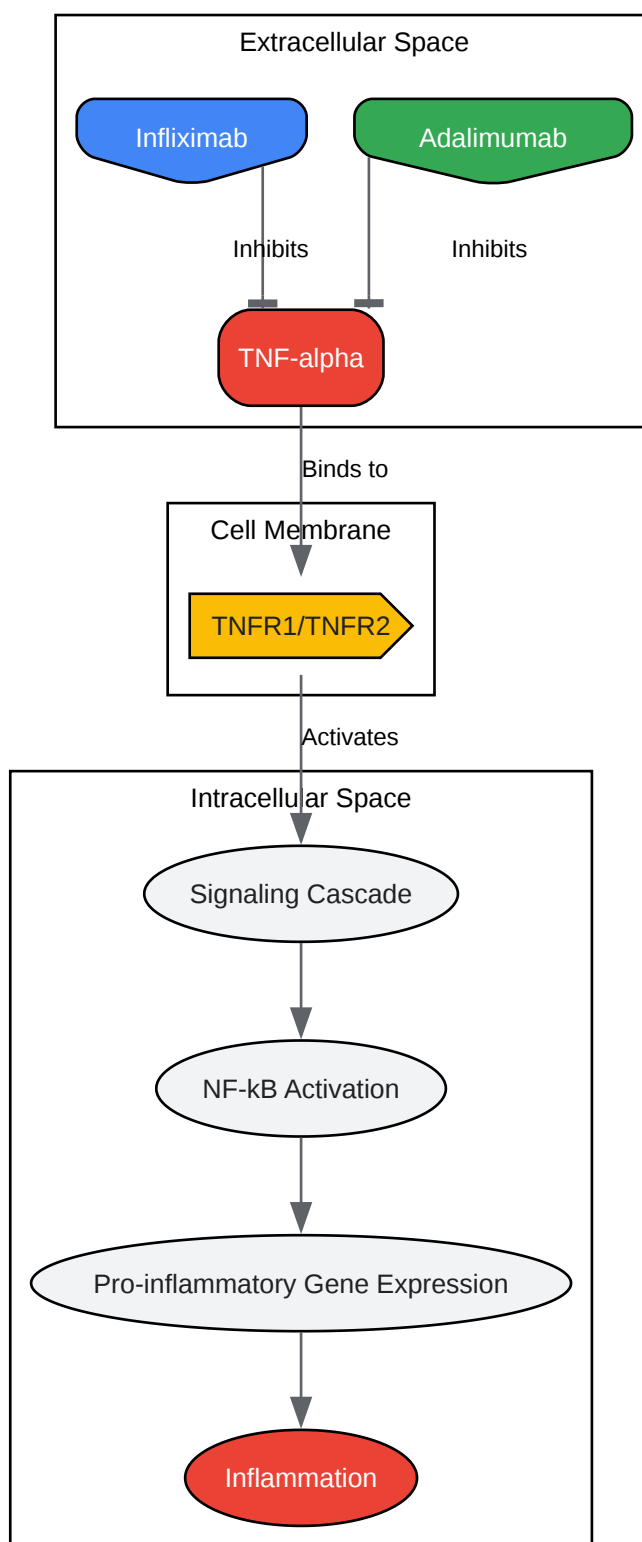 Extracellular Space
Infliximab
Adalimumab
Inhibits
Inhibits
TNF-alpha
Binds to
Cell Membrane
TNFR1/TNFR2
Activates
Intracellular Space
Signaling Cascade
NF-kB Activation
Pro-inflammatory Gene Expression
Inflammation